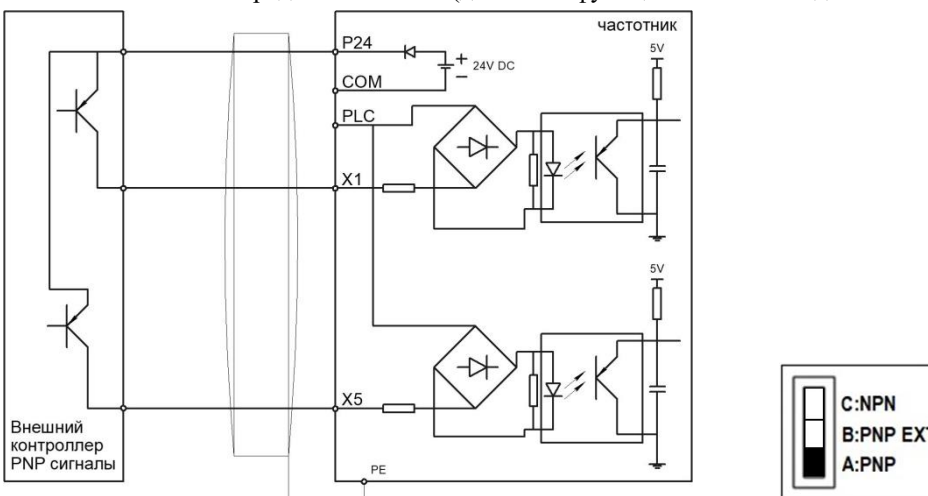 частотник
P24
24V DC
5V
COM
PLC
X1
5V
X5
Внешний
контроллер
PNP сигналы
PE
C:NPN
B:PNP EXT
A:PNP